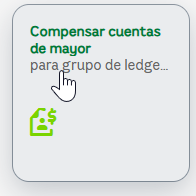 Compensar cuentas
de mayor
para grupo de ledge...